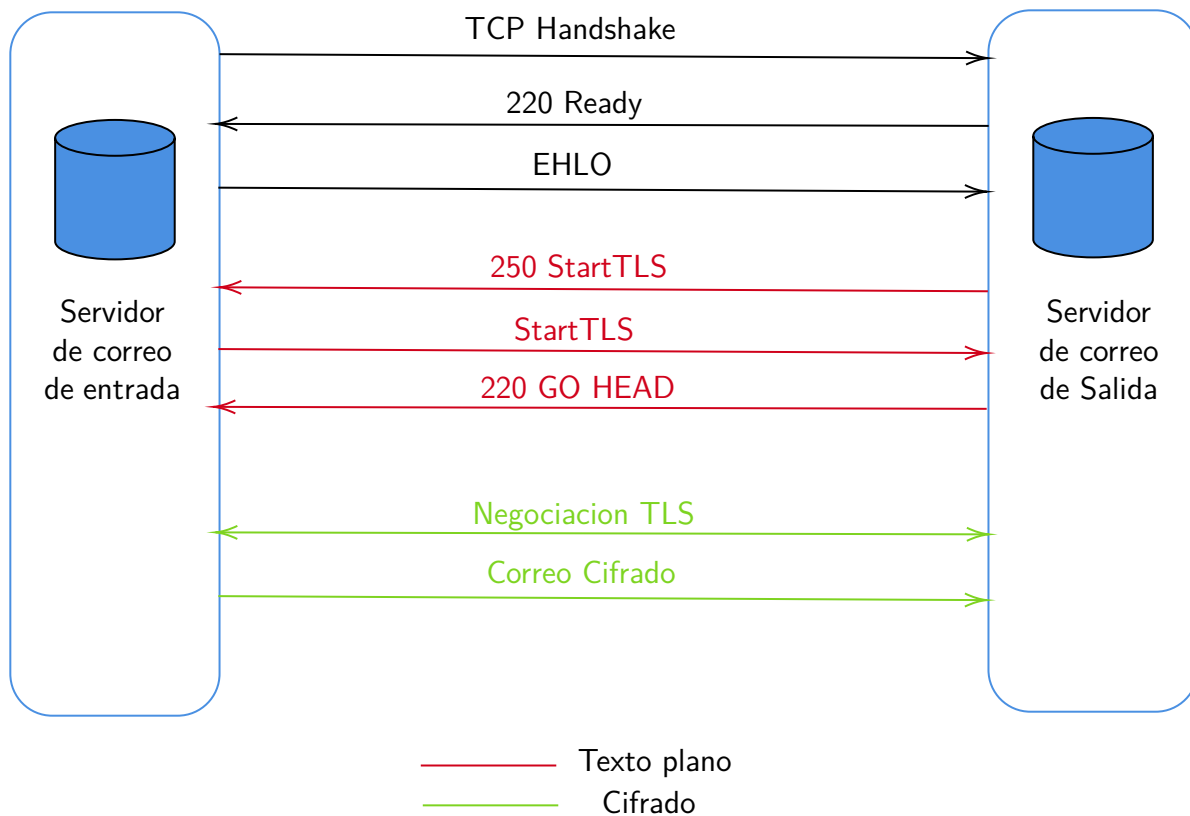 TCP Handshake
220 Ready
EHLO
250 StartTLS
StartTLS
220 GO HEAD
Negociacion TLS
Correo Cifrado
Servidor
de correo
de entrada
Servidor
de correo
de Salida
Texto plano
Cifrado